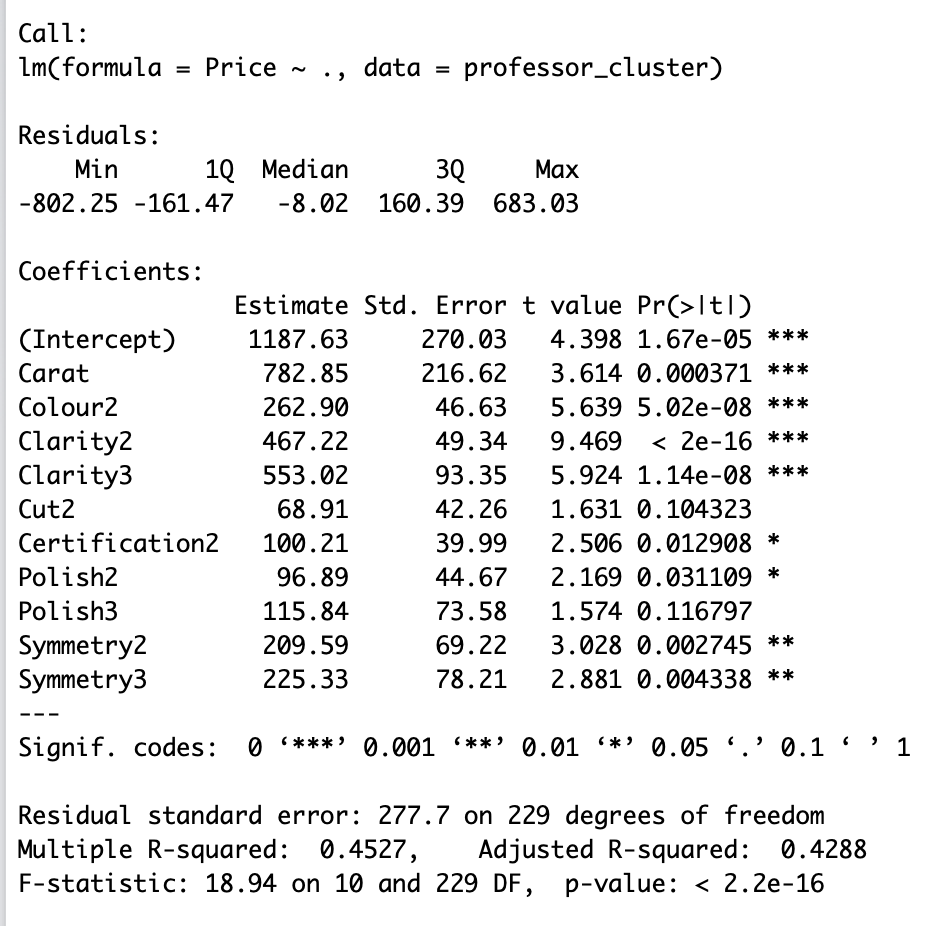 Call:
lm(formula = Price ~ ., data = professor_cluster)
Residuals:
    Min      1Q  Median      3Q     Max
-802.25 -161.47   -8.02  160.39  683.03
Coefficients:
               Estimate Std. Error t value Pr(>|t|)
(Intercept)     1187.63     270.03   4.398 1.67e-05 ***
Carat            782.85     216.62   3.614 0.000371 ***
Colour2          262.90      46.63   5.639 5.02e-08 ***
Clarity2         467.22      49.34   9.469  < 2e-16 ***
Clarity3         553.02      93.35   5.924 1.14e-08 ***
Cut2              68.91      42.26   1.631 0.104323
Certification2   100.21      39.99   2.506 0.012908 *
Polish2           96.89      44.67   2.169 0.031109 *
Polish3          115.84      73.58   1.574 0.116797
Symmetry2        209.59      69.22   3.028 0.002745 **
Symmetry3        225.33      78.21   2.881 0.004338 **
---
Signif. codes:  0 ‘***’ 0.001 ‘**’ 0.01 ‘*’ 0.05 ‘.’ 0.1 ‘ ’ 1
Residual standard error: 277.7 on 229 degrees of freedom
Multiple R-squared:  0.4527,    Adjusted R-squared:  0.4288
F-statistic: 18.94 on 10 and 229 DF,  p-value: < 2.2e-16